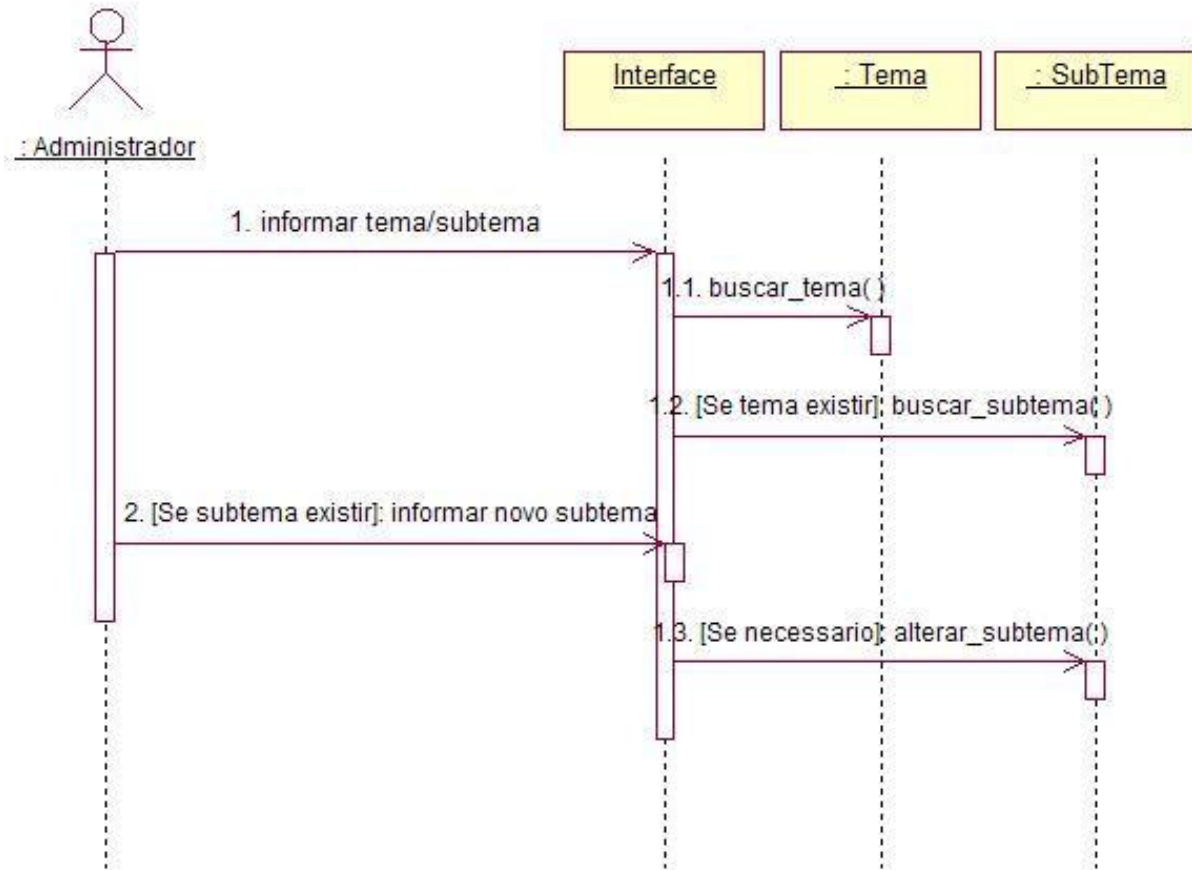 Interface
: Tema
: SubTema
: Administrador
1. informar tema/subtema
1.1. buscar_tema( )
1.2. [Se tema existir]: buscar_subtema( )
2. [Se subtema existir]: informar novo subtema
1.3. [Se necessario]: alterar_subtema( )